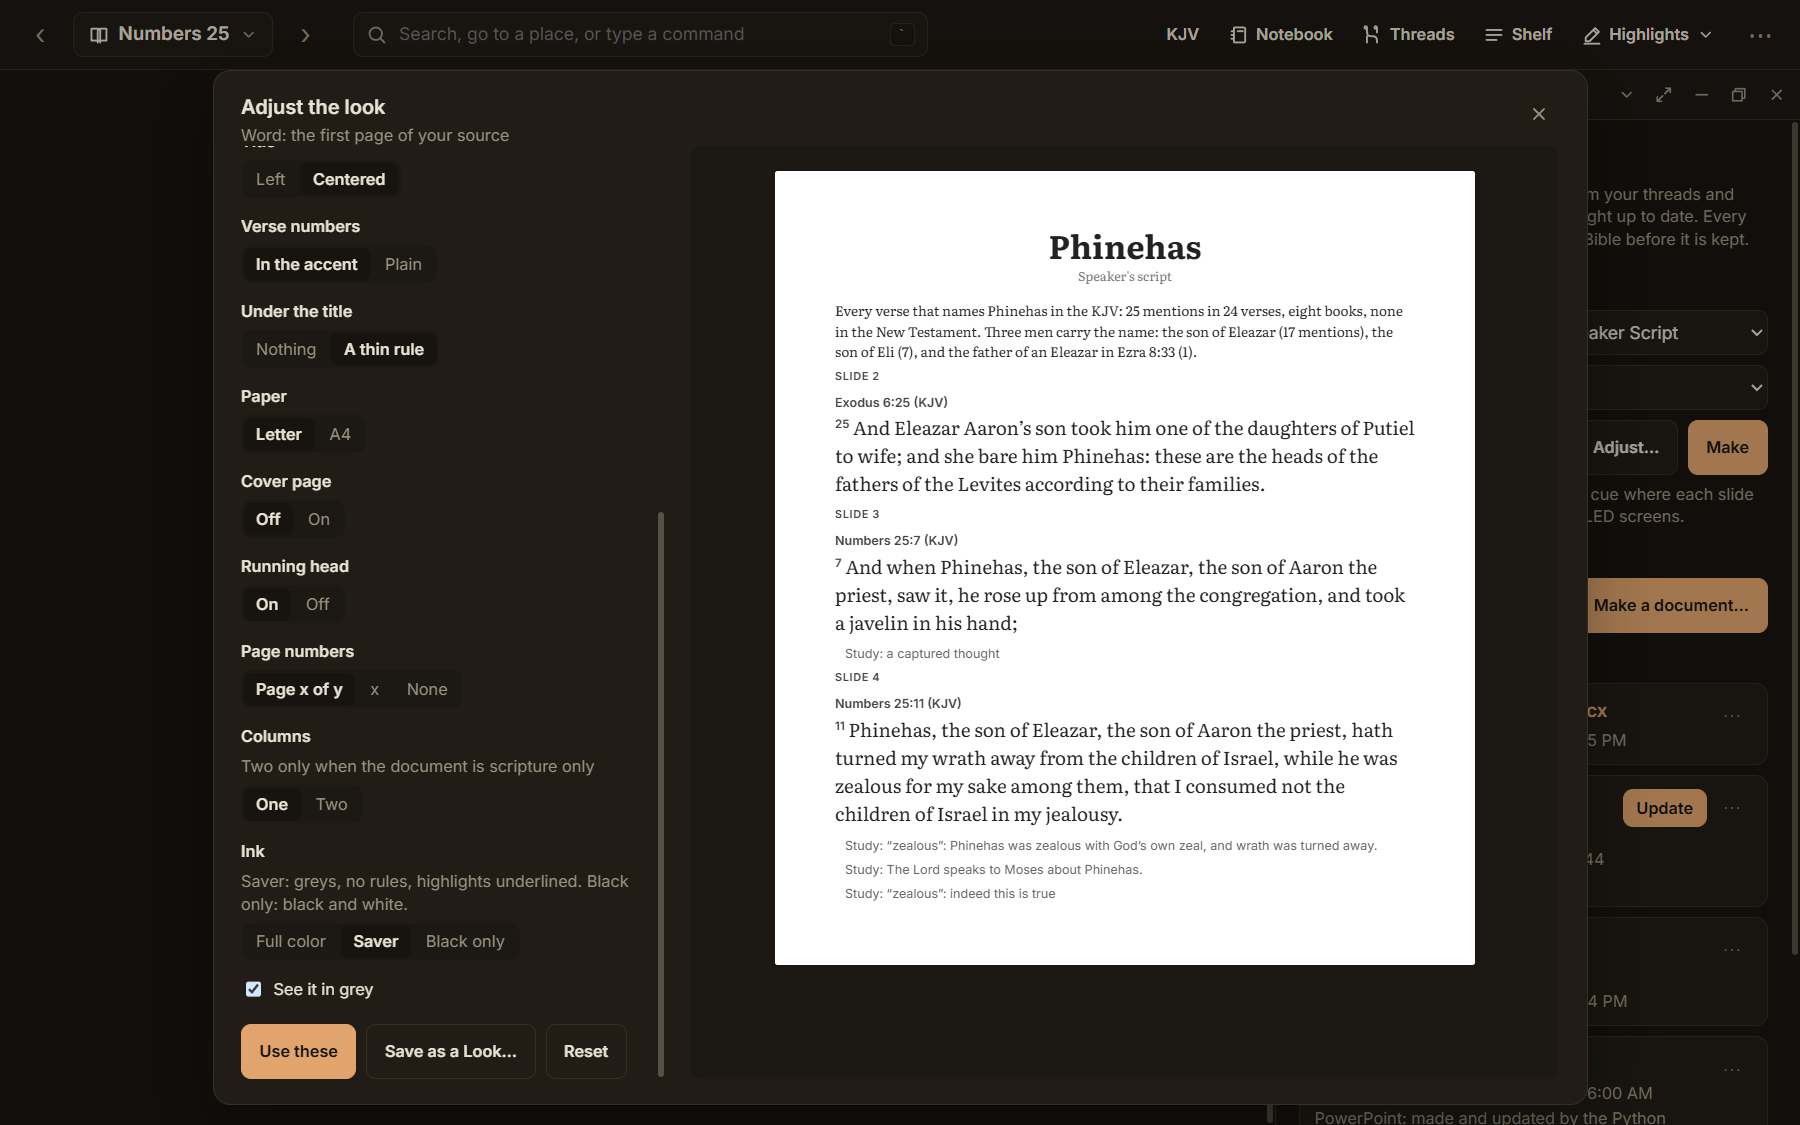 Numbers 25
Search, go to a place, or type a command
`
KJV
Notebook
Threads
Shelf
Highlights
Adjust the look
Word: the first page of your source
Left
Centered
Verse numbers
In the accent
Plain
Under the title
Nothing
A thin rule
Paper
Letter
A4
Cover page
Off
On
Running head
On
Off
Page numbers
Page x of y
x
None
Columns
Two only when the document is scripture only
One
Two
Ink
Saver: greys, no rules, highlights underlined. Black
only: black and white.
Full color
Saver
Black only
See it in grey
Use these
Save as a Look...
Reset
Phinehas
Speaker's script
Every verse that names Phinehas in the KJV: 25 mentions in 24 verses, eight books, none
in the New Testament. Three men carry the name: the son of Eleazar (17 mentions), the
son of Eli (7), and the father of an Eleazar in Ezra 8:33 (1).
SLIDE 2
Exodus 6:25 (KJV)
25 And Eleazar Aaron’s son took him one of the daughters of Putiel
to wife; and she bare him Phinehas: these are the heads of the
fathers of the Levites according to their families.
SLIDE 3
Numbers 25:7 (KJV)
7 And when Phinehas, the son of Eleazar, the son of Aaron the
priest, saw it, he rose up from among the congregation, and took
a javelin in his hand;
Study: a captured thought
SLIDE 4
Numbers 25:11 (KJV)
11 Phinehas, the son of Eleazar, the son of Aaron the priest, hath
turned my wrath away from the children of Israel, while he was
zealous for my sake among them, that I consumed not the
children of Israel in my jealousy.
Study: “zealous”: Phinehas was zealous with God’s own zeal, and wrath was turned away.
Study: The Lord speaks to Moses about Phinehas.
Study: “zealous”: indeed this is true
m your threads and
ght up to date. Every
Bible before it is kept.
aker Script
Adjust...
Make
cue where each slide
LED screens.
Make a document...
cx
5 PM
Update
44
4 PM
6:00 AM
PowerPoint: made and updated by the Python